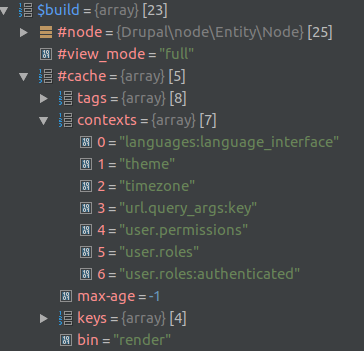 $build = {array} [23]
#node = {Drupal\node\Entity\Node} [25]
#view_mode = "full"
#cache = {array} [5]
tags = {array} [8]
contexts = {array} [7]
0 = "languages:language_interface"
1 = "theme"
2 = "timezone"
3 = "url.query_args:key"
4 = "user.permissions"
5 = "user.roles"
6 = "user.roles:authenticated"
max-age = -1
keys = {array} [4]
bin = "render"